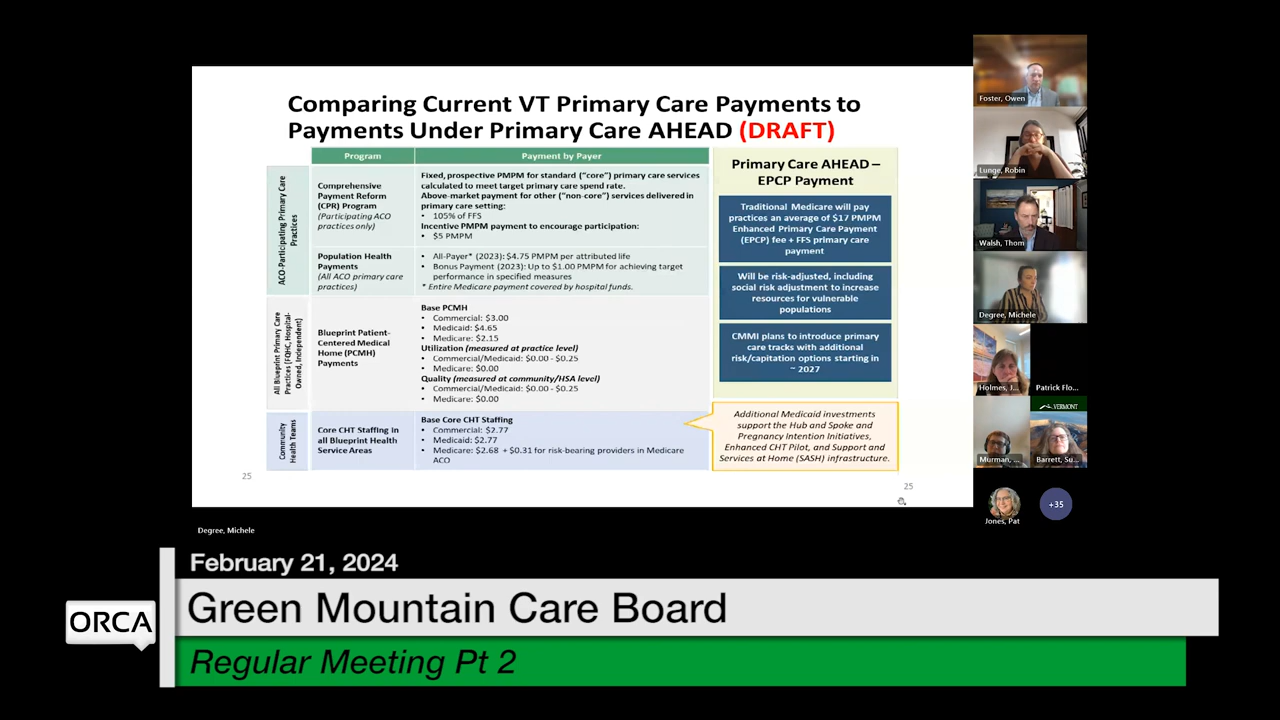 Comparing Current VT Primary Care Payments to
Payments Under Primary Care AHEAD (DRAFT)
Program
Payment by Payer
ACO-Participating Primary Care
Practices
Comprehensive
Payment Reform
(CPR) Program
(Participating ACO
practices only)
Fixed, prospective PMPM for standard (“core”) primary care services
calculated to meet target primary care spend rate.
Above-market payment for other (“non-core”) services delivered in
primary care setting:
• 105% of FFS
Incentive PMPM payment to encourage participation:
• $5 PMPM
Population Health
Payments
(All ACO primary care
practices)
• All-Payer* (2023): $4.75 PMPM per attributed life
• Bonus Payment (2023): Up to $1.00 PMPM for achieving target
performance in specified measures
* Entire Medicare payment covered by hospital funds.
All Blueprint Primary Care
Practices (FQHC, Hospital-
Owned, Independent)
Blueprint Patient-
Centered Medical
Home (PCMH)
Payments
Base PCMH
• Commercial: $3.00
• Medicaid: $4.65
• Medicare: $2.15
Utilization (measured at practice level)
• Commercial/Medicaid: $0.00 - $0.25
• Medicare: $0.00
Quality (measured at community/HSA level)
• Commercial/Medicaid: $0.00 - $0.25
• Medicare: $0.00
Community
Health Teams
Core CHT Staffing in
all Blueprint Health
Service Areas
Base Core CHT Staffing
• Commercial: $2.77
• Medicaid: $2.77
• Medicare: $2.68 + $0.31 for risk-bearing providers in Medicare
ACO
Primary Care AHEAD –
EPCP Payment
Traditional Medicare will pay
practices an average of $17 PMPM
Enhanced Primary Care Payment
(EPCP) fee + FFS primary care
payment
Will be risk-adjusted, including
social risk adjustment to increase
resources for vulnerable
populations
CMMI plans to introduce primary
care tracks with additional
risk/capitation options starting in
~ 2027
Additional Medicaid investments
support the Hub and Spoke and
Pregnancy Intention Initiatives,
Enhanced CHT Pilot, and Support and
Services at Home (SASH) infrastructure.
25
25
Foster, Owen
Lunge, Robin
Walsh, Thom
Degree, Michele
Holmes, J...
Patrick Flo...
VERMONT
Murman, ...
Barrett, Su...
Jones, Pat
+35
Degree, Michele
February 21, 2024
ORCA
Green Mountain Care Board
Regular Meeting Pt 2